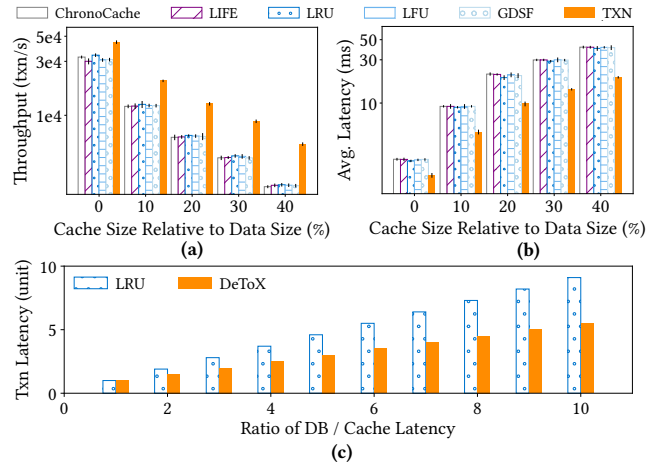 ChronoCache LIFE LRU LFU GDSF TXN
Throughput (txn/s)
5e4
3e4
1e4
0 10 20 30 40
Cache Size Relative to Data Size (%)
(a)
Avg. Latency (ms)
50
30
10
0 10 20 30 40
Cache Size Relative to Data Size (%)
(b)
Txn Latency (unit)
LRU DeToX
10
5
0
0 2 4 6 8 10
Ratio of DB / Cache Latency
(c)